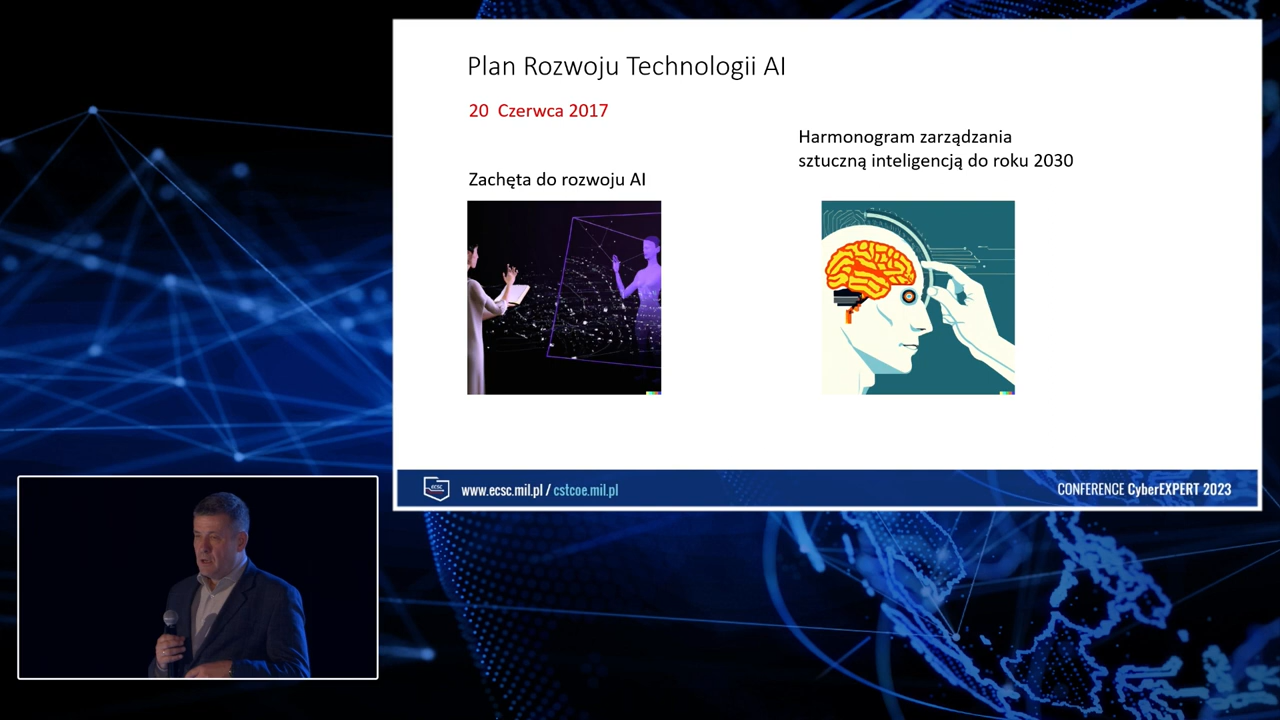 Plan Rozwoju Technologii AI
20 Czerwca 2017
Harmonogram zarządzania
sztuczną inteligencją do roku 2030
Zachęta do rozwoju AI
ecsc
www.ecsc.mil.pl / cstcoe.mil.pl
CONFERENCE CyberEXPERT 2023